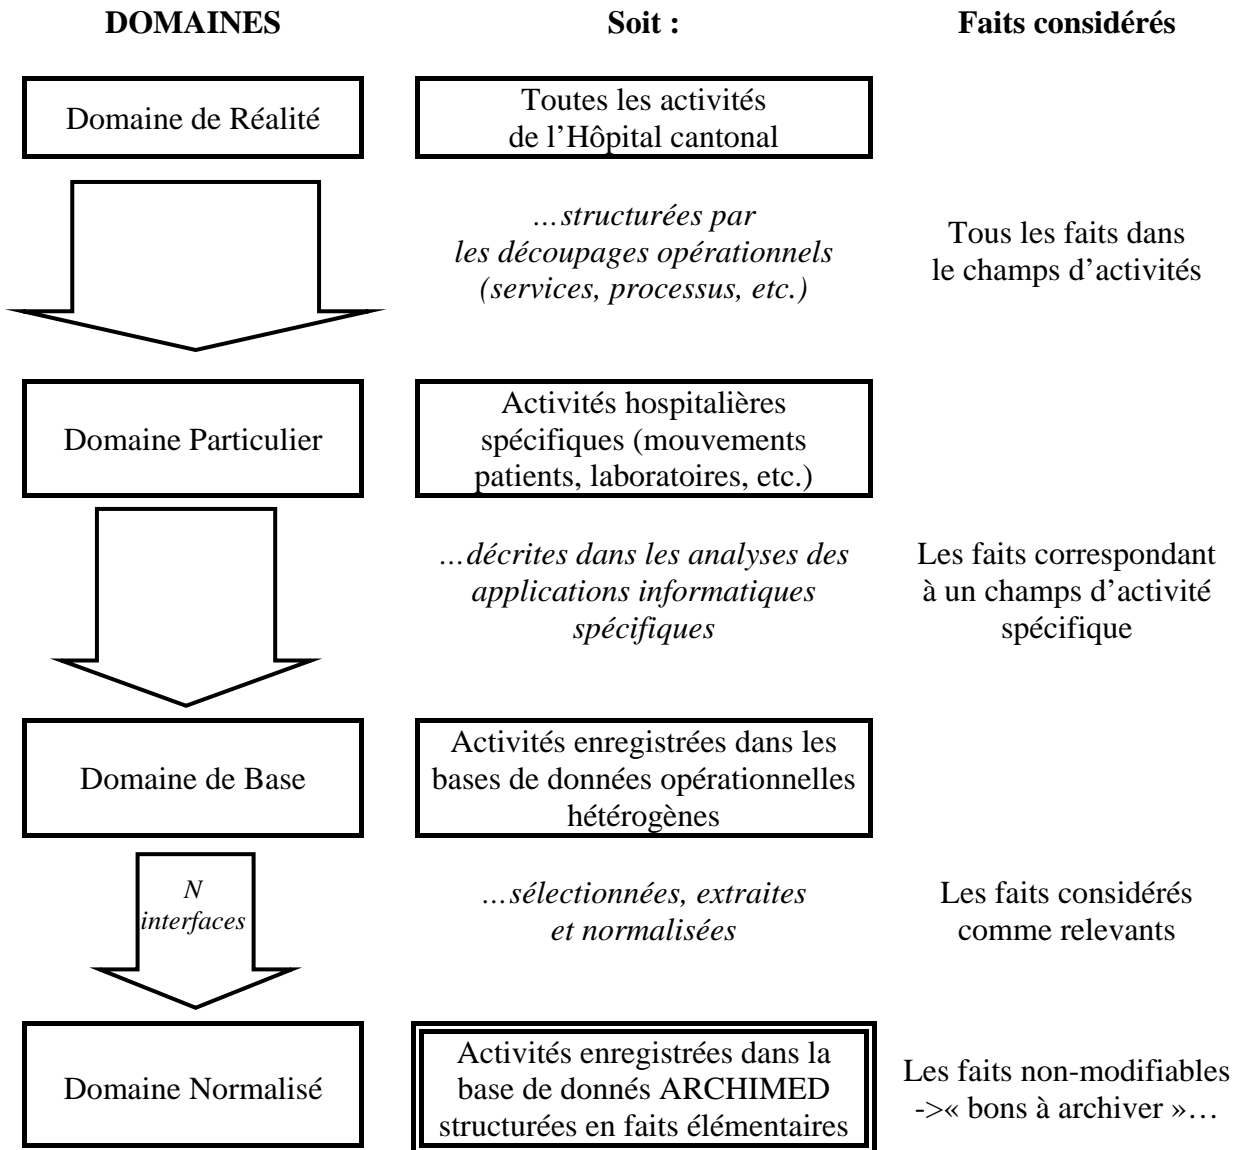 DOMAINES
Soit :
Faits considérés
Domaine de Réalité
Toutes les activités
de l’Hôpital cantonal
…structurées par
les découpages opérationnels
(services, processus, etc.)
Tous les faits dans
le champs d’activités
Domaine Particulier
Activités hospitalières
spécifiques (mouvements
patients, laboratoires, etc.)
…décrites dans les analyses des
applications informatiques
spécifiques
Les faits correspondant
à un champs d’activité
spécifique
Domaine de Base
Activités enregistrées dans les
bases de données opérationnelles
hétérogènes
N
interfaces
…sélectionnées, extraites
et normalisées
Les faits considérés
comme relevants
Domaine Normalisé
Activités enregistrées dans la
base de donnés ARCHIMED
structurées en faits élémentaires
Les faits non-modifiables
->« bons à archiver »…